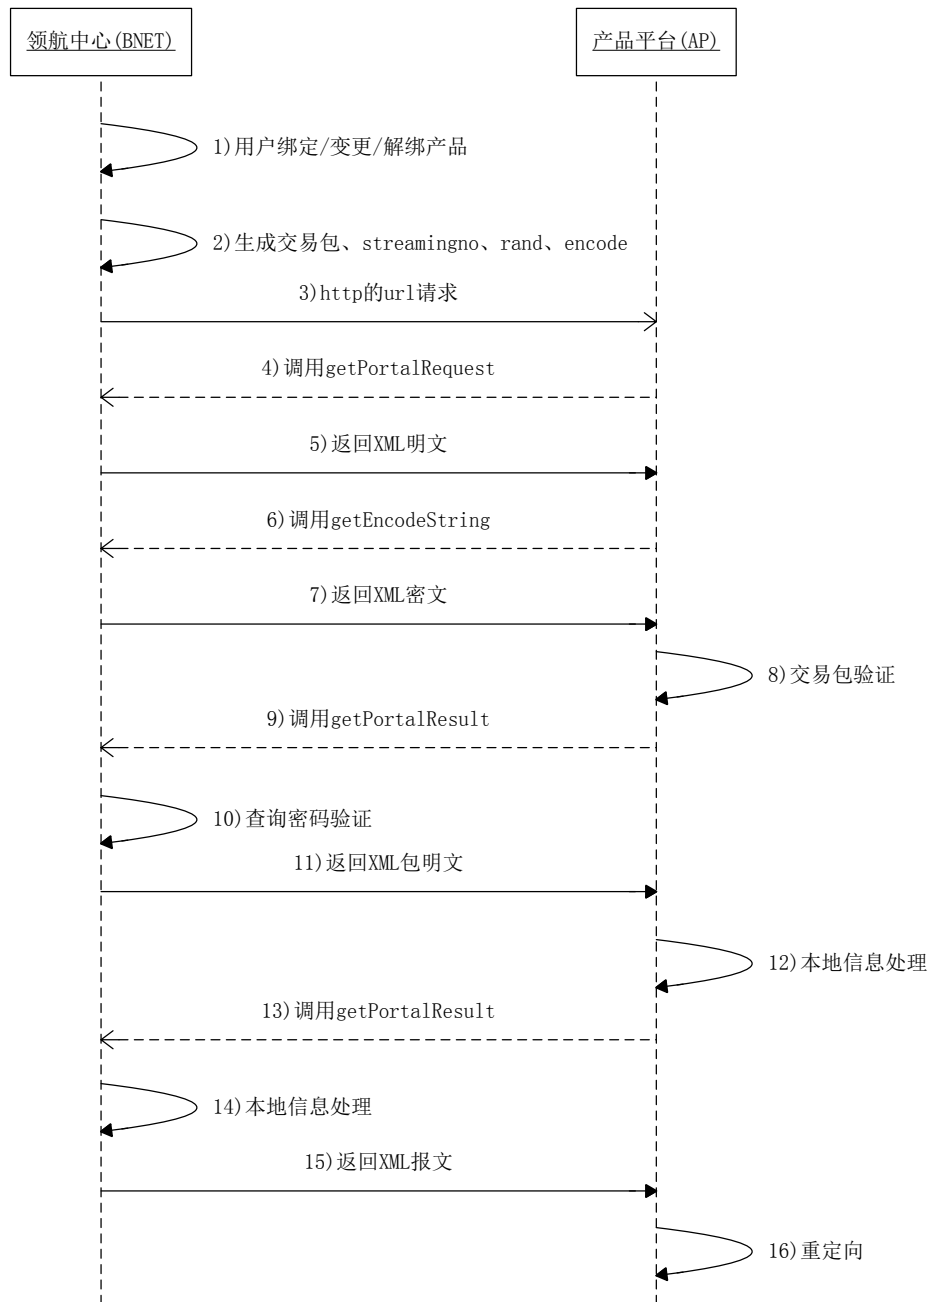 领航中心(BNET)
产品平台(AP)
1)用户绑定/变更/解绑产品
2)生成交易包、streamingno、rand、encode
3)http的url请求
4)调用getPortalRequest
5)返回XML明文
6)调用getEncodeString
7)返回XML密文
8)交易包验证
9)调用getPortalResult
10)查询密码验证
11)返回XML包明文
12)本地信息处理
13)调用getPortalResult
14)本地信息处理
15)返回XML报文
16)重定向